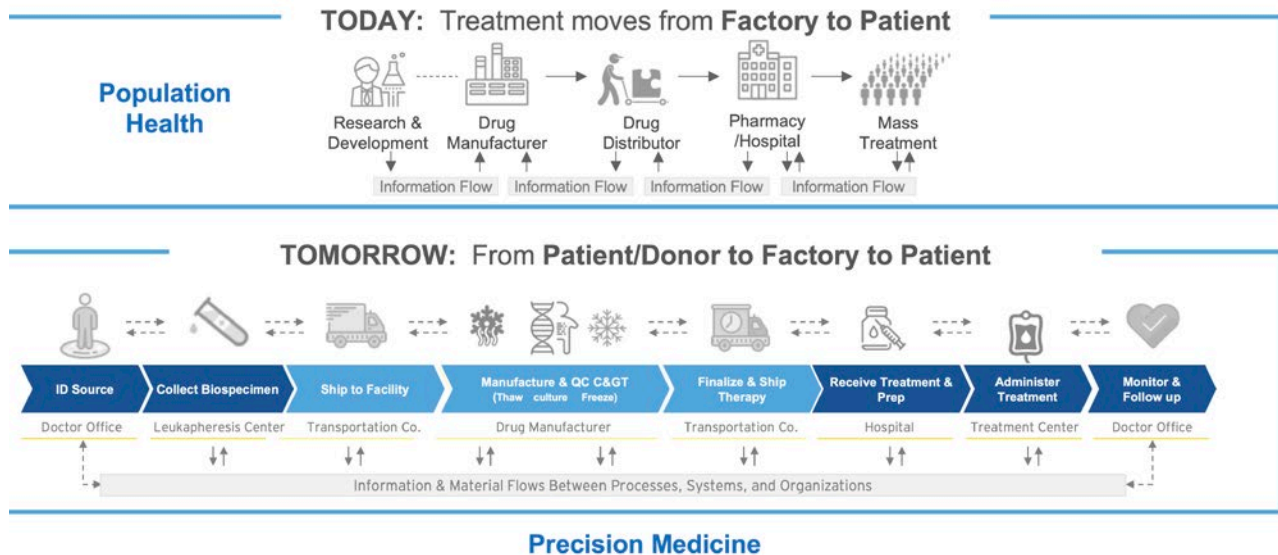 TODAY: Treatment moves from Factory to Patient
Population
Health
Research &
Development
Drug
Manufacturer
Drug
Distributor
Pharmacy
/Hospital
Mass
Treatment
Information Flow
Information Flow
Information Flow
Information Flow
TOMORROW: From Patient/Donor to Factory to Patient
ID Source
Collect Biospecimen
Ship to Facility
Manufacture & QC C&GT
(Thaw culture Freeze)
Finalize & Ship
Therapy
Receive Treatment &
Prep
Administer
Treatment
Monitor &
Follow up
Doctor Office
Leukapheresis Center
Transportation Co.
Drug Manufacturer
Transportation Co.
Hospital
Treatment Center
Doctor Office
Information & Material Flows Between Processes, Systems, and Organizations
Precision Medicine